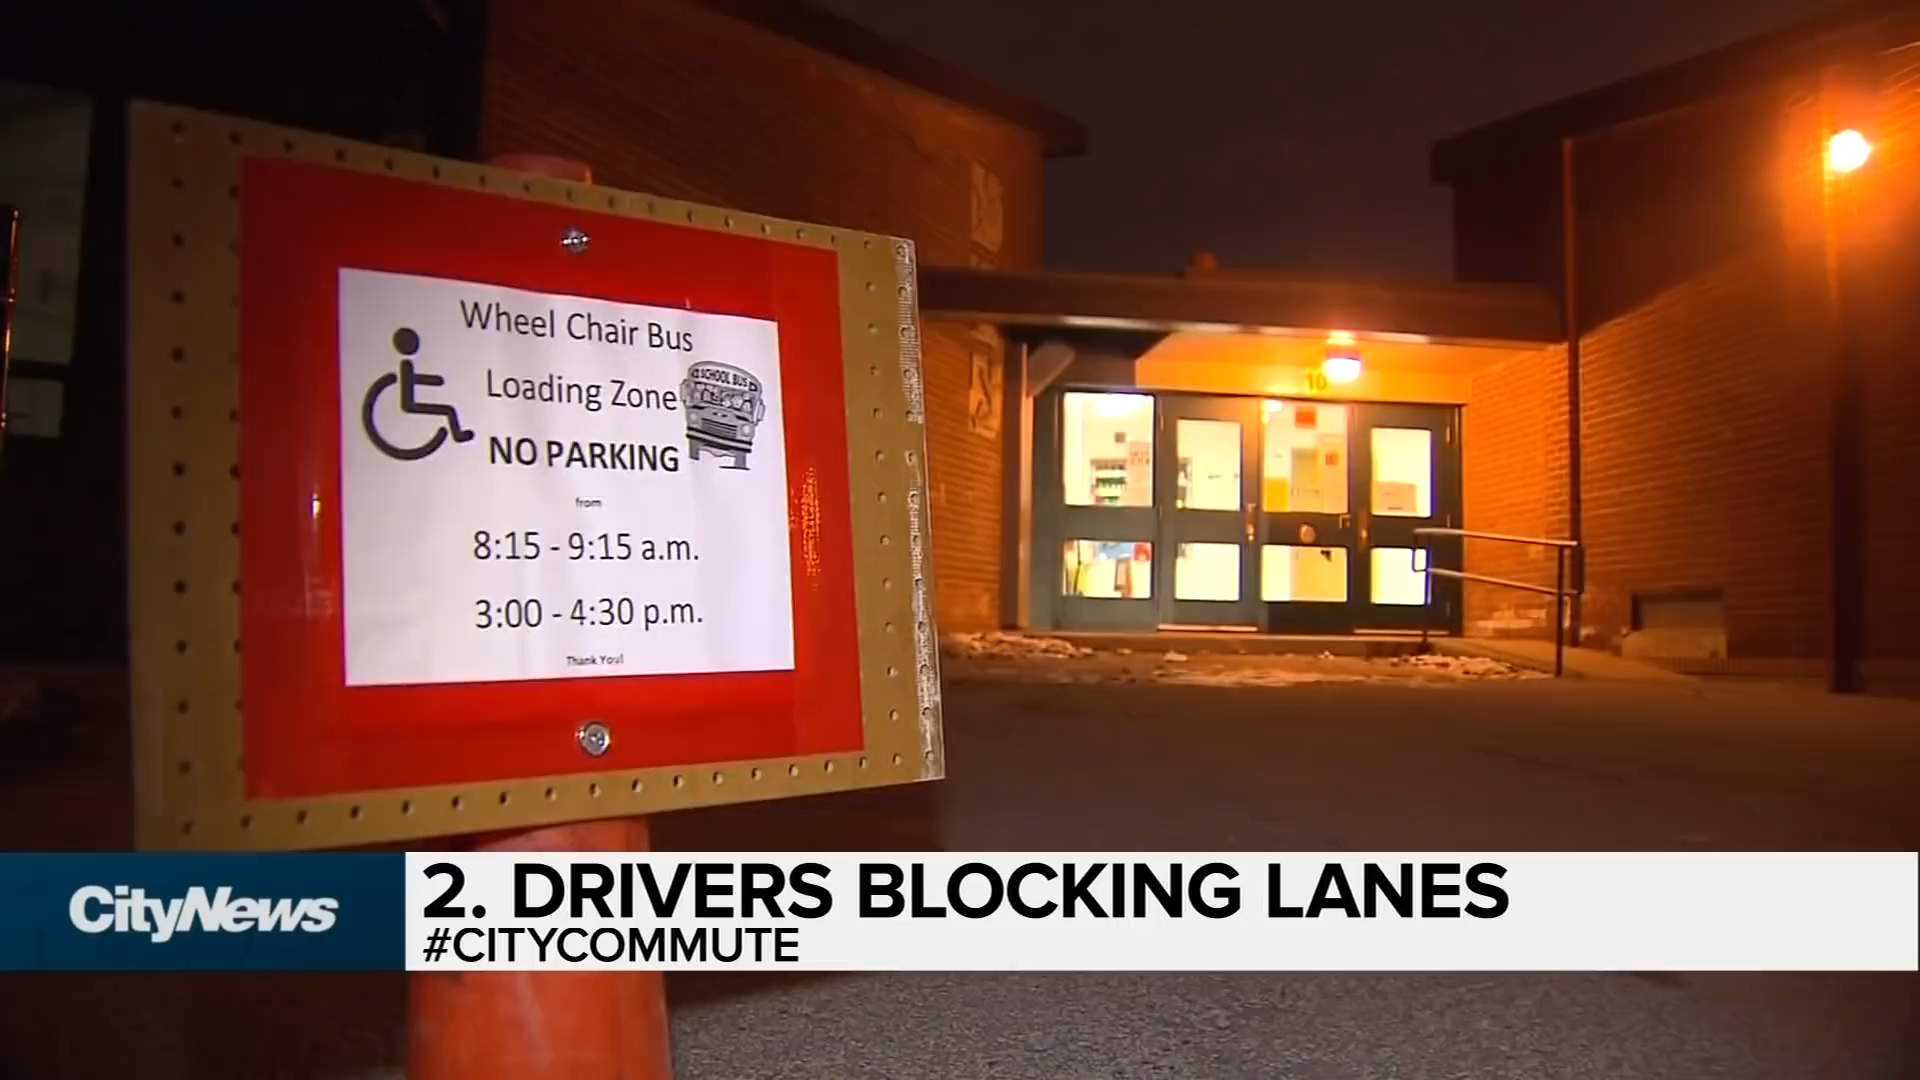 Wheel Chair Bus
Loading Zone
SCHOOL BUS
NO PARKING
from
8:15 - 9:15 a.m.
3:00 - 4:30 p.m.
Thank You!
10
CityNews
2. DRIVERS BLOCKING LANES
#CITYCOMMUTE